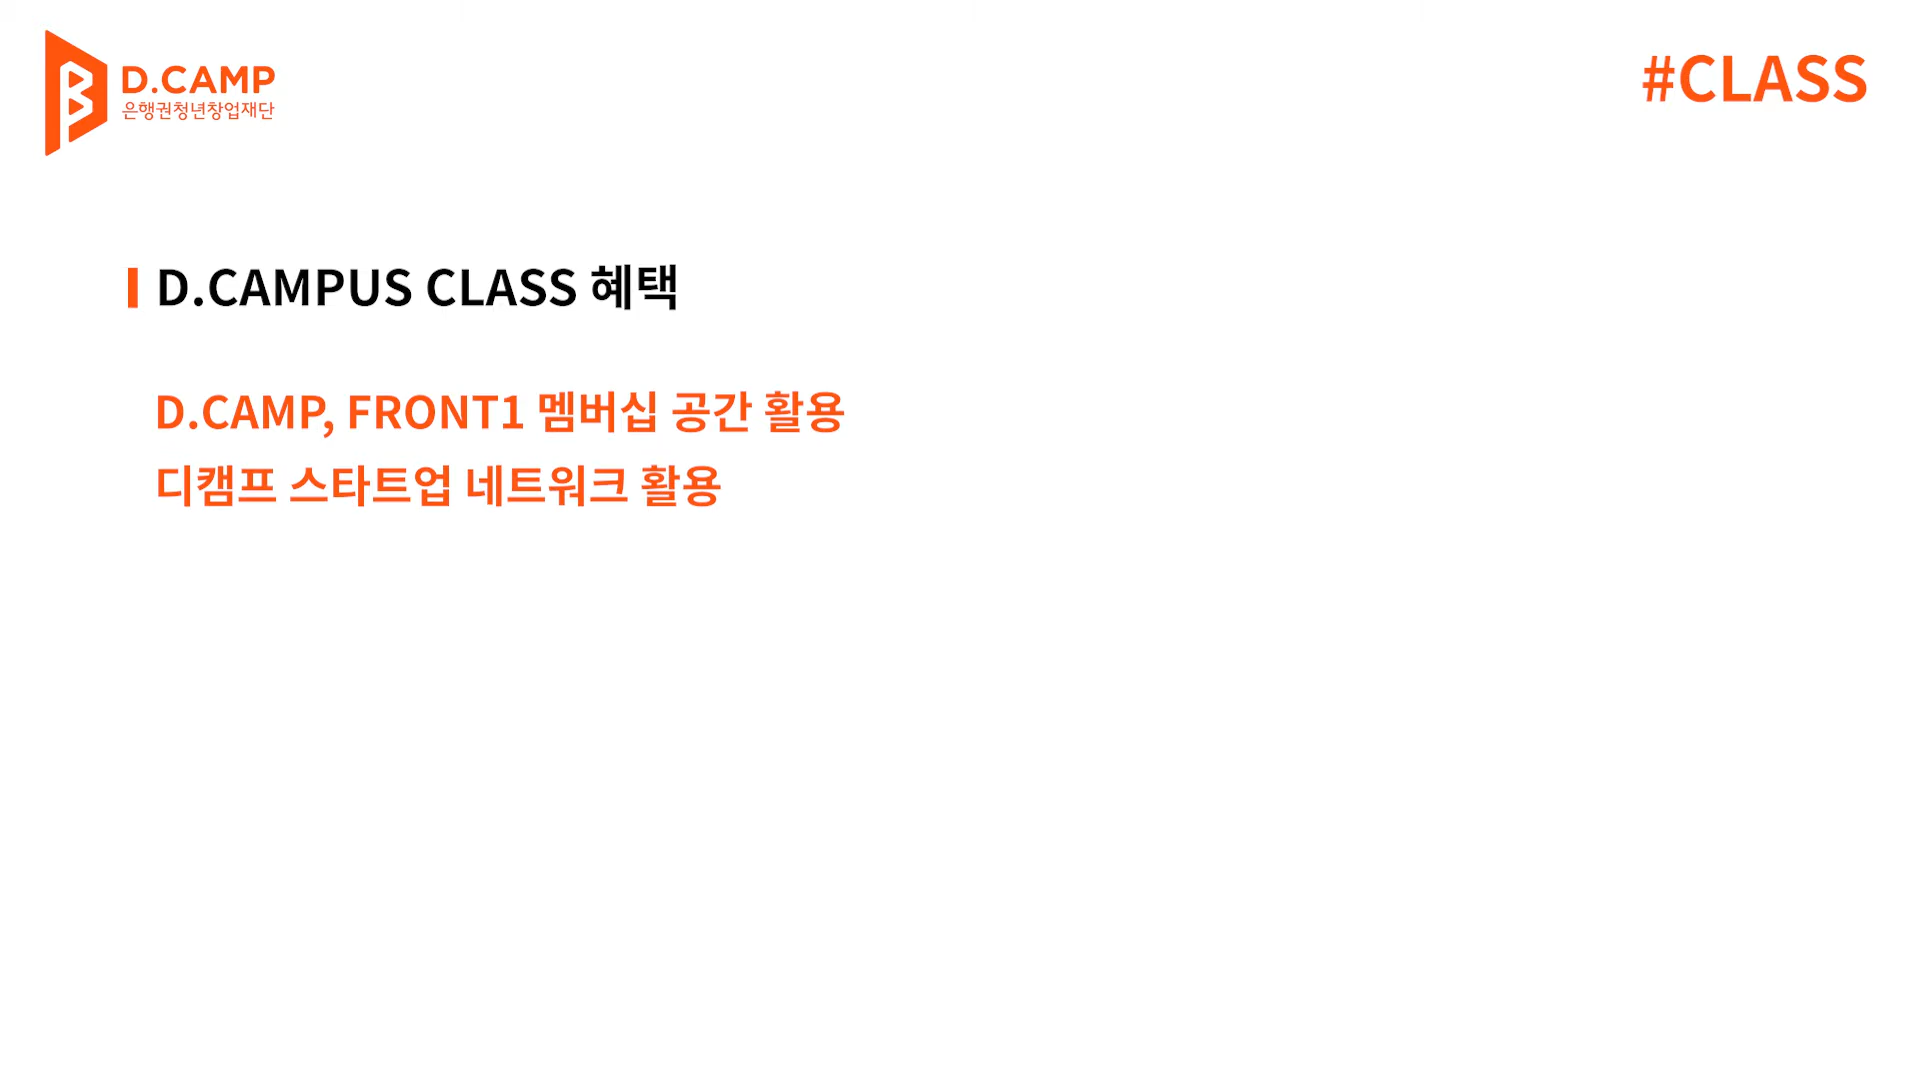 D.CAMP
은행권청년창업재단
#CLASS
D.CAMPUS CLASS 혜택
D.CAMP, FRONT1 멤버십 공간 활용
디캠프 스타트업 네트워크 활용